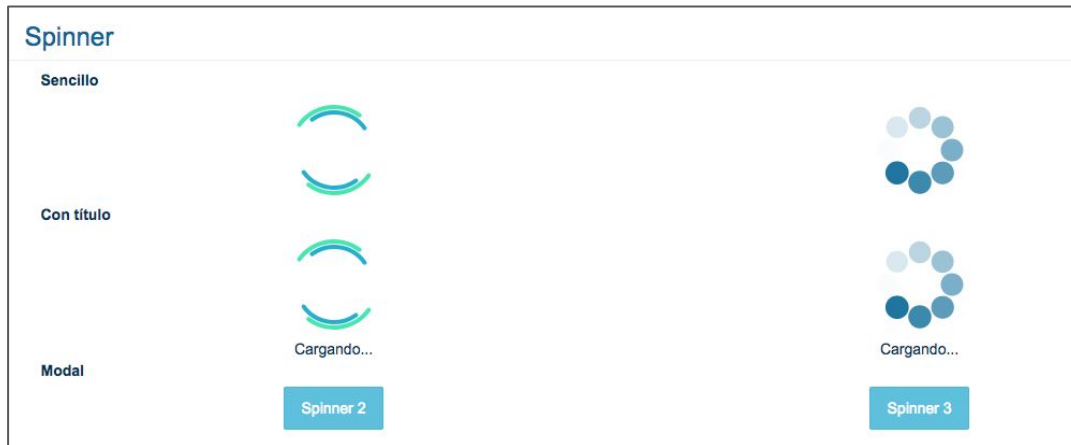 Spinner
Sencillo
Con título
Cargando... Cargando...
Modal
Spinner 2 Spinner 3